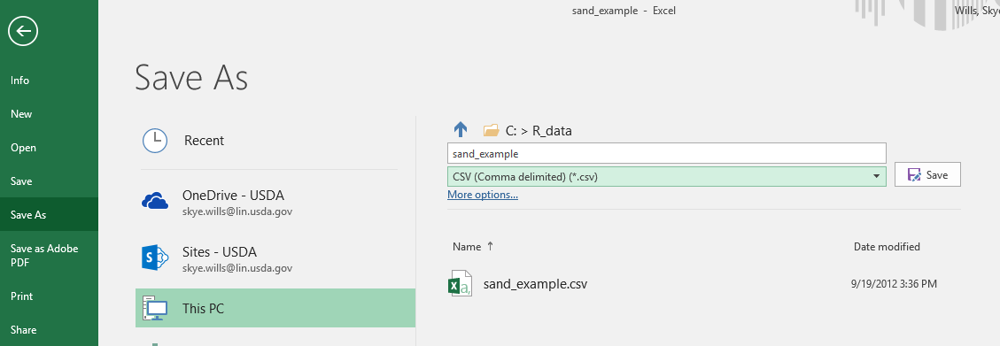 sand_example - Excel
Wills, Skye
Info
New
Open
Save
Save As
Save as Adobe
PDF
Print
Share
Save As
Recent
OneDrive - USDA
skye.wills@lin.usda.gov
Sites - USDA
skye.wills@lin.usda.gov
This PC
C: > R_data
sand_example
CSV (Comma delimited) (*.csv)
Save
More options...
Name ↑
Date modified
sand_example.csv
9/19/2012 3:36 PM